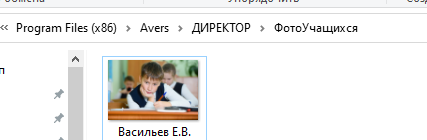 « Program Files (x86) > Avers > ДИРЕКТОР > ФотоУчащихся
Васильев Е.В.